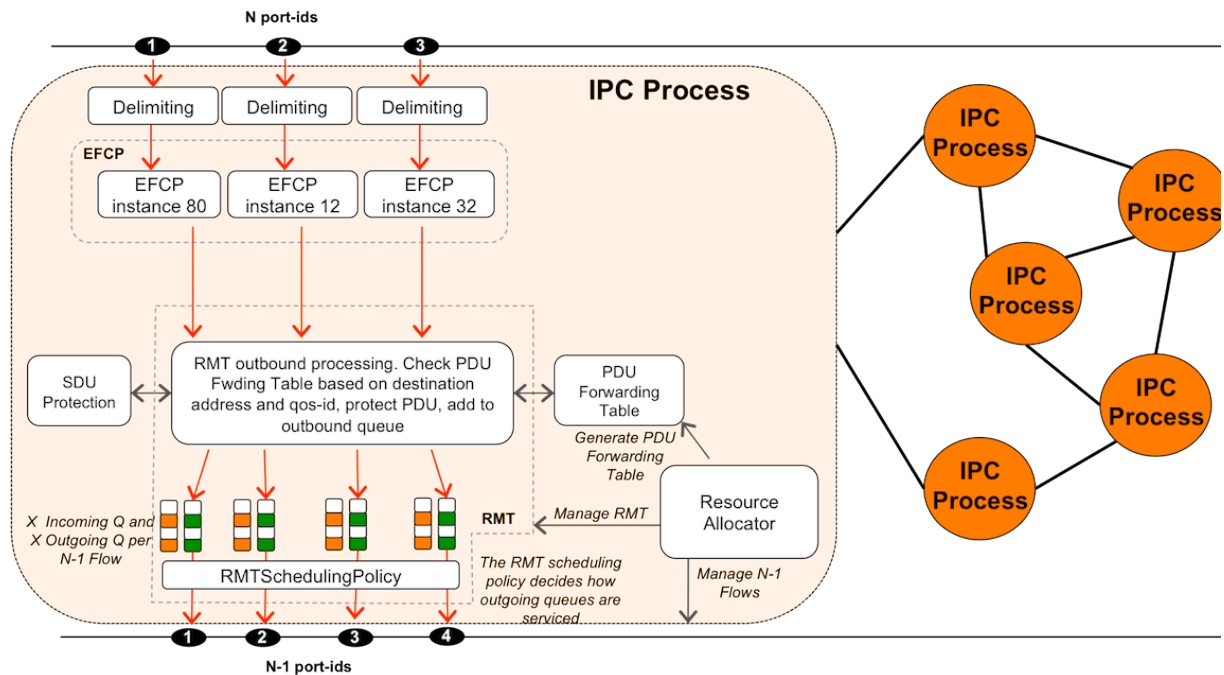 N port-ids
1
2
3
IPC Process
Delimiting
Delimiting
Delimiting
EFCP
EFCP
instance 80
EFCP
instance 12
EFCP
instance 32
SDU
Protection
RMT outbound processing. Check PDU
Fwding Table based on destination
address and qos-id, protect PDU, add to
outbound queue
PDU
Forwarding
Table
Generate PDU
Forwarding
Table
Resource
Allocator
Manage RMT
RMT
X Incoming Q and
X Outgoing Q per
N-1 Flow
RMTSchedulingPolicy
The RMT scheduling
policy decides how
outgoing queues are
serviced
Manage N-1
Flows
1
2
3
4
N-1 port-ids
IPC
Process
IPC
Process
IPC
Process
IPC
Process
IPC
Process